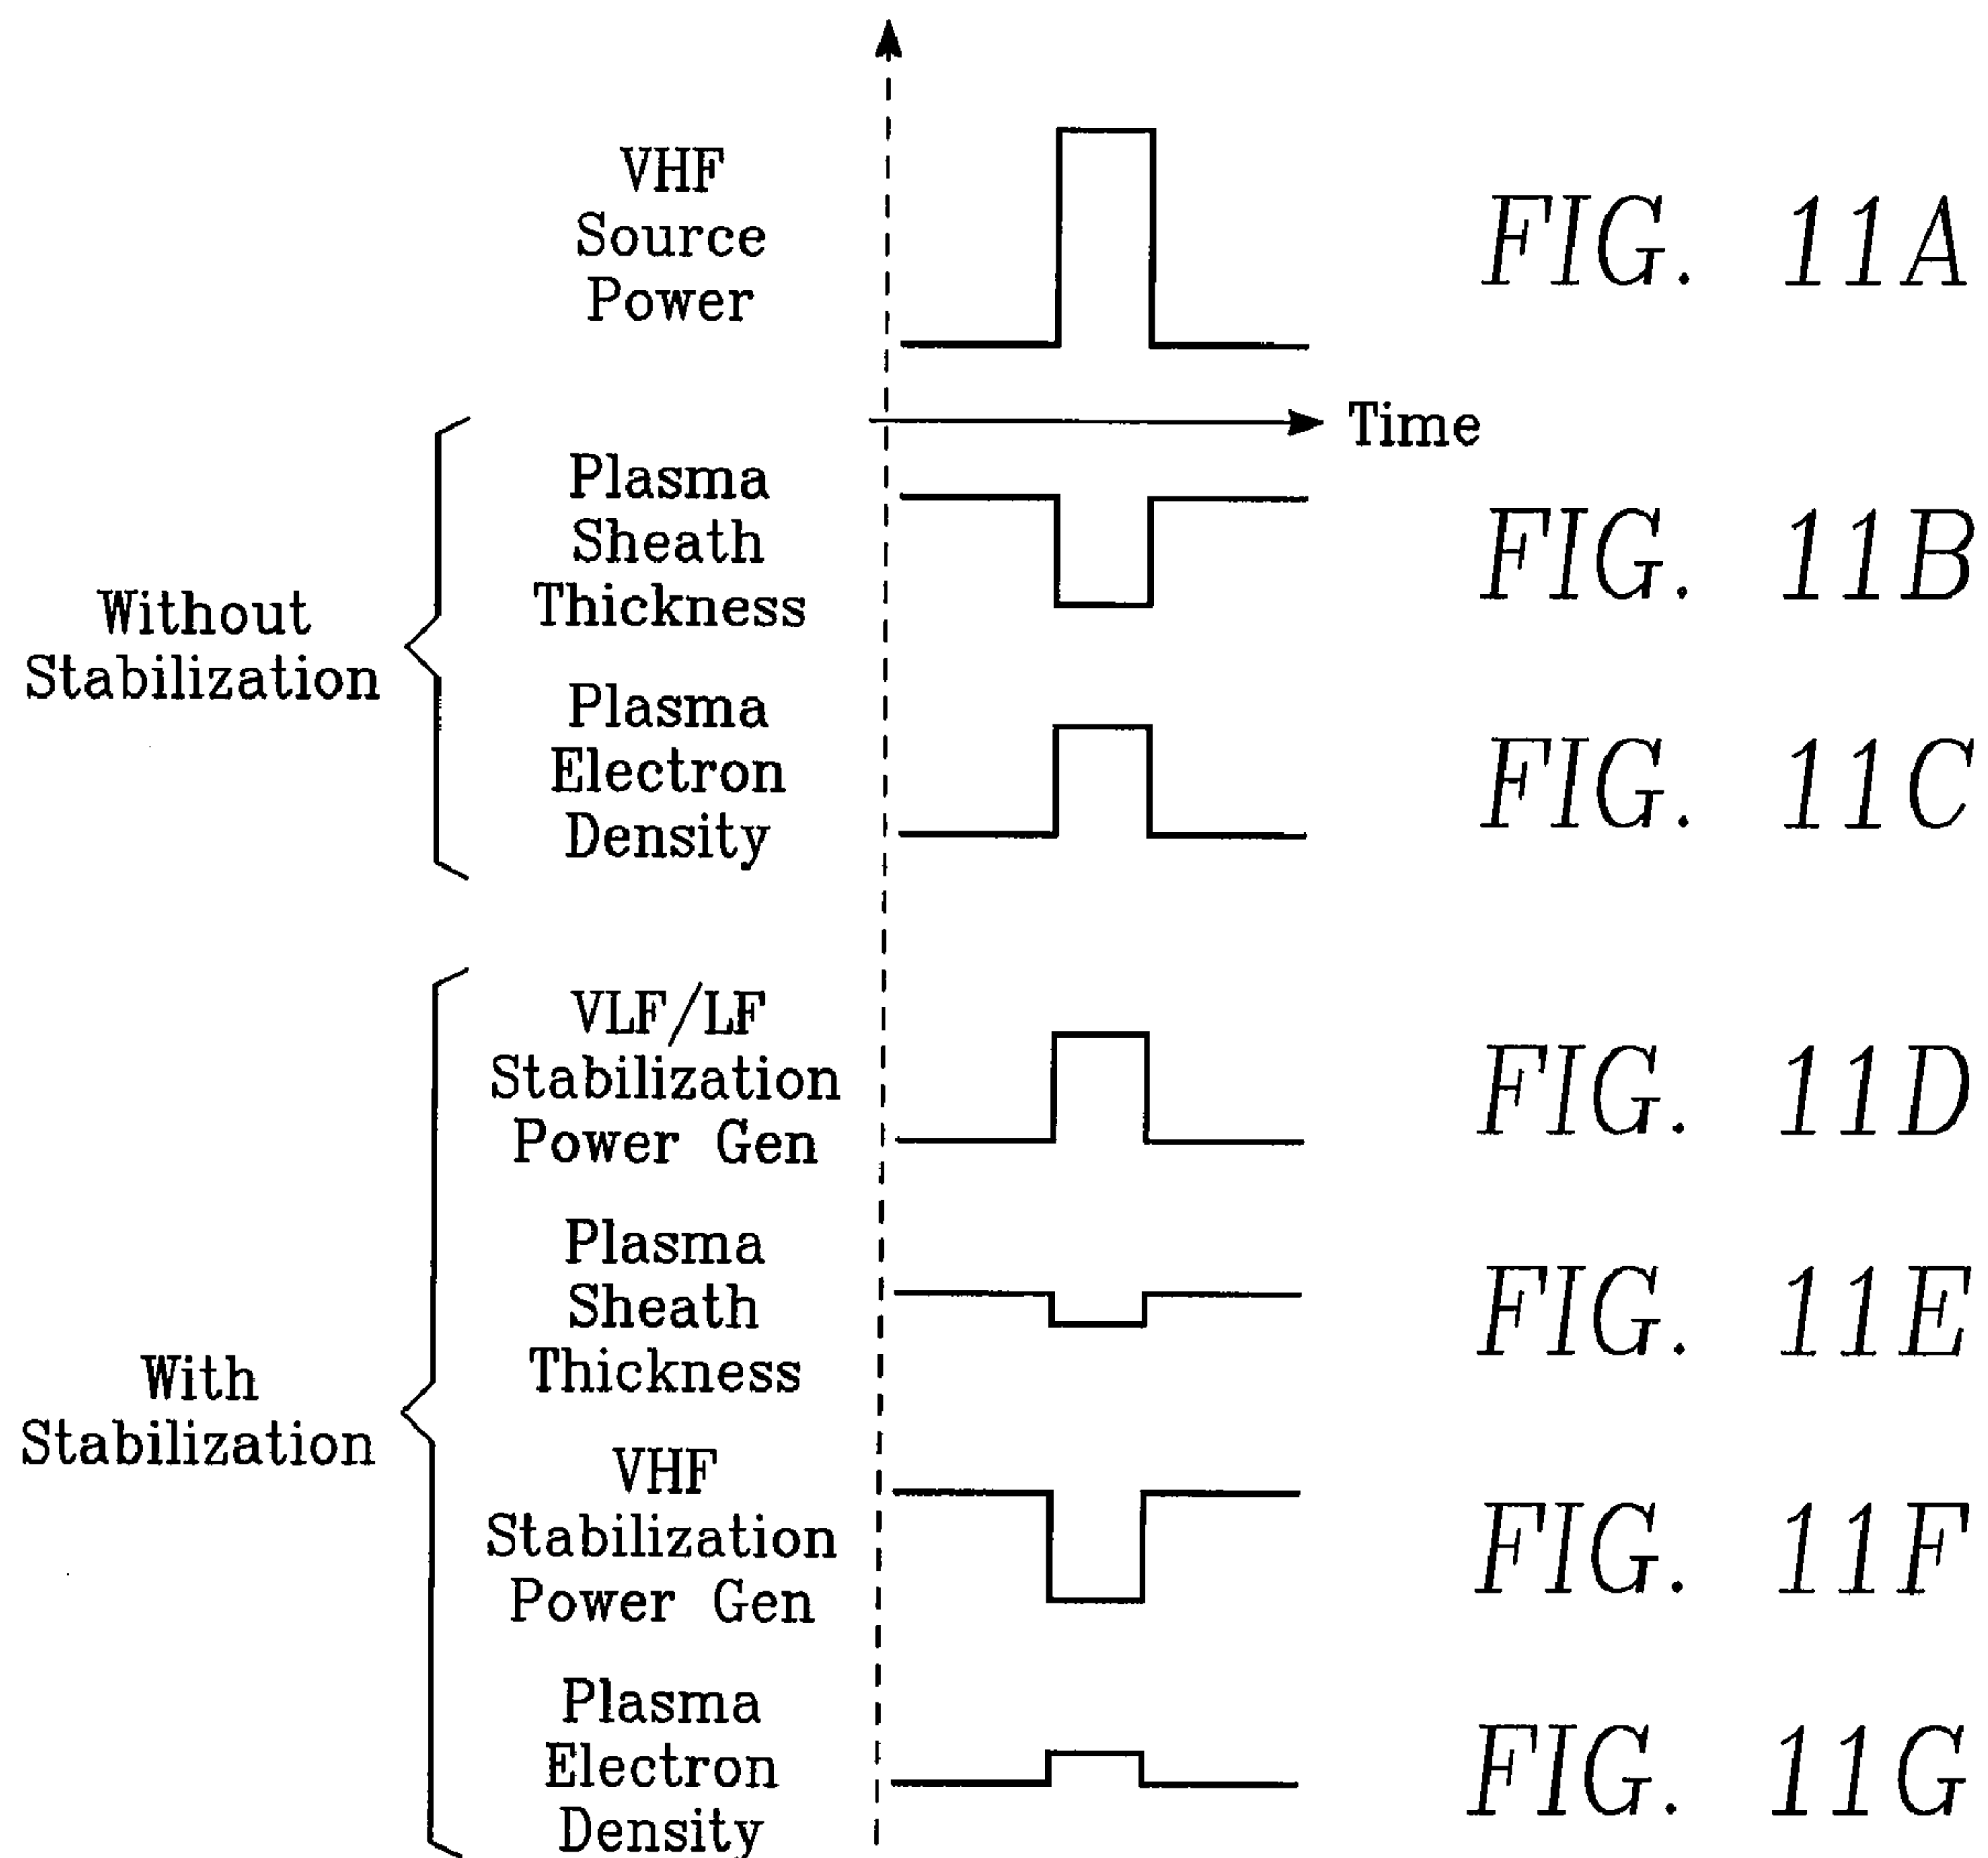 VHF
Source
Power
FIG. 11A
Time
Without
Stabilization
Plasma
Sheath
Thickness
FIG. 11B
Plasma
Electron
Density
FIG. 11C
With
Stabilization
VLF/LF
Stabilization
Power Gen
FIG. 11D
Plasma
Sheath
Thickness
FIG. 11E
VHF
Stabilization
Power Gen
FIG. 11F
Plasma
Electron
Density
FIG. 11G